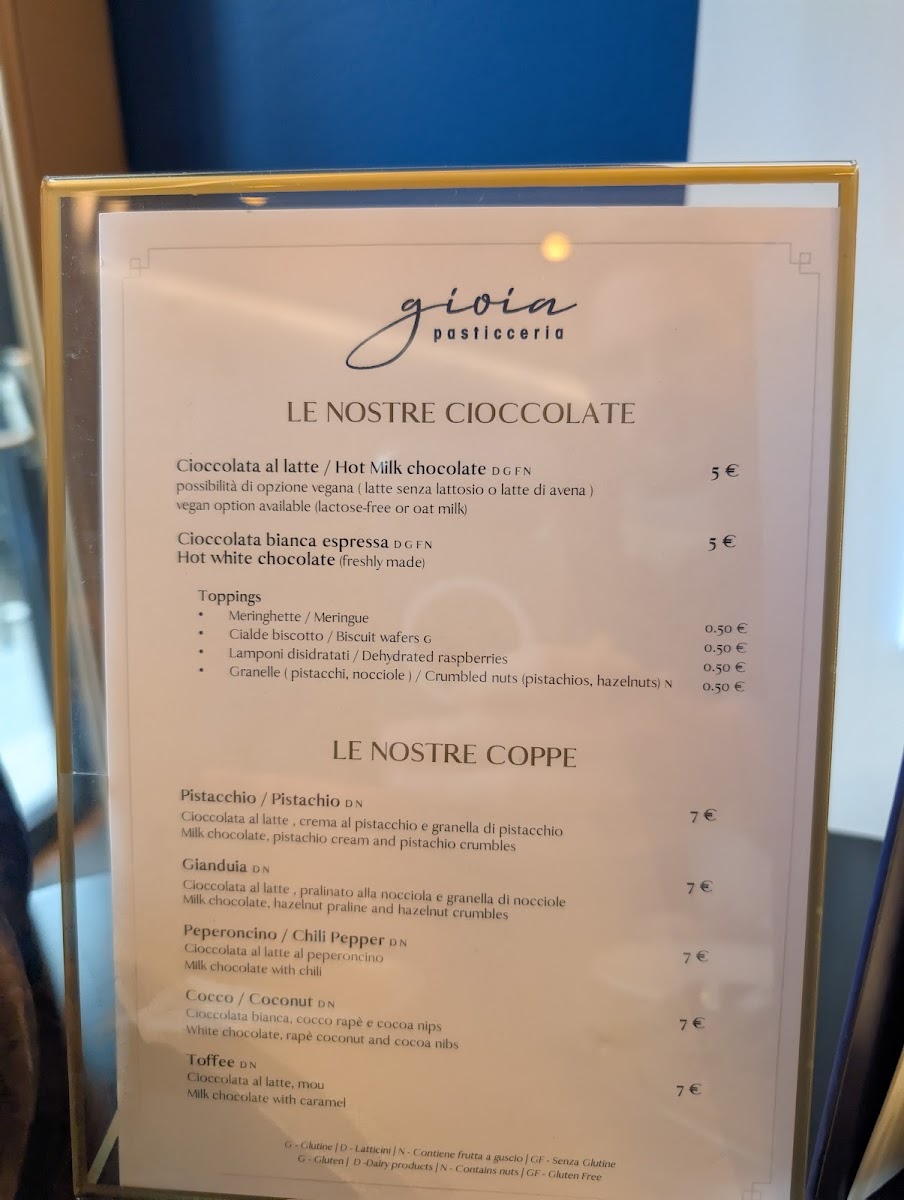 gioia
pasticceria
LE NOSTRE CIOCCOLATE
Cioccolata al latte / Hot Milk chocolate D G F N 5 €
possibilità di opzione vegana ( latte senza lattosio o latte di avena )
vegan option available (lactose-free or oat milk)
Cioccolata bianca espressa D G F N 5 €
Hot white chocolate (freshly made)
Toppings
• Meringhette / Meringue 0.50 €
• Cialde biscotto / Biscuit wafers G 0.50 €
• Lamponi disidratati / Dehydrated raspberries 0.50 €
• Granelle ( pistacchi, nocciole ) / Crumbled nuts (pistachios, hazelnuts) N 0.50 €
LE NOSTRE COPPE
Pistacchio / Pistachio D N 7 €
Cioccolata al latte , crema al pistacchio e granella di pistacchio
Milk chocolate, pistachio cream and pistachio crumbles
Gianduia D N 7 €
Cioccolata al latte , pralinato alla nocciola e granella di nocciole
Milk chocolate, hazelnut praline and hazelnut crumbles
Peperoncino / Chili Pepper D N 7 €
Cioccolata al latte al peperoncino
Milk chocolate with chili
Cocco / Coconut D N 7 €
Cioccolata bianca, cocco rapè e cocoa nips
White chocolate, rapè coconut and cocoa nibs
Toffee D N 7 €
Cioccolata al latte, mou
Milk chocolate with caramel
G - Glutine | D - Latticini | N - Contiene frutta a guscio | GF - Senza Glutine
G - Gluten | D -Dairy products | N - Contains nuts | GF - Gluten Free